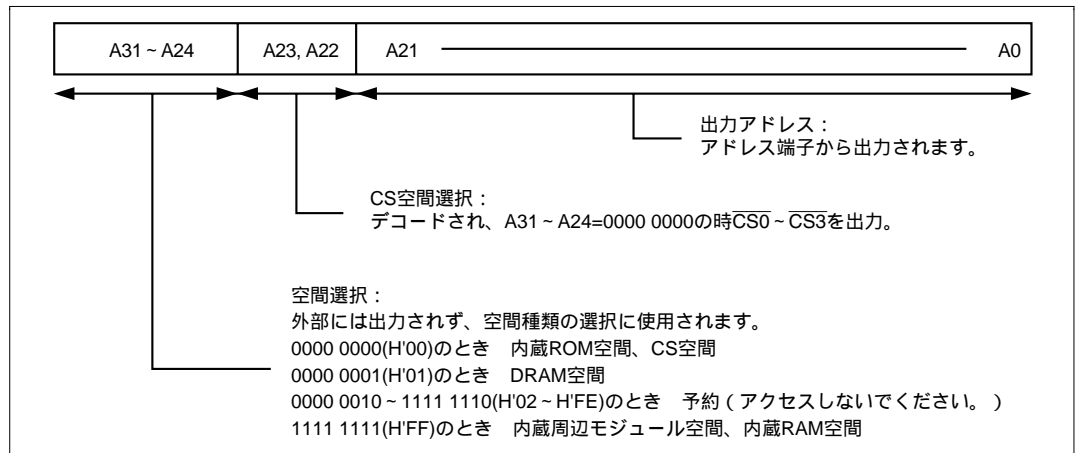 A31～A24 A23, A22 A21 A0
出力アドレス：
アドレス端子から出力されます。
CS空間選択：
デコードされ、A31～A24=0000 0000の時C̅S̅0̅～C̅S̅3̅を出力。
空間選択：
外部には出力されず、空間種類の選択に使用されます。
0000 0000(H'00)のとき　内蔵ROM空間、CS空間
0000 0001(H'01)のとき　DRAM空間
0000 0010～1111 1110(H'02～H'FE)のとき　予約（アクセスしないでください。）
1111 1111(H'FF)のとき　内蔵周辺モジュール空間、内蔵RAM空間